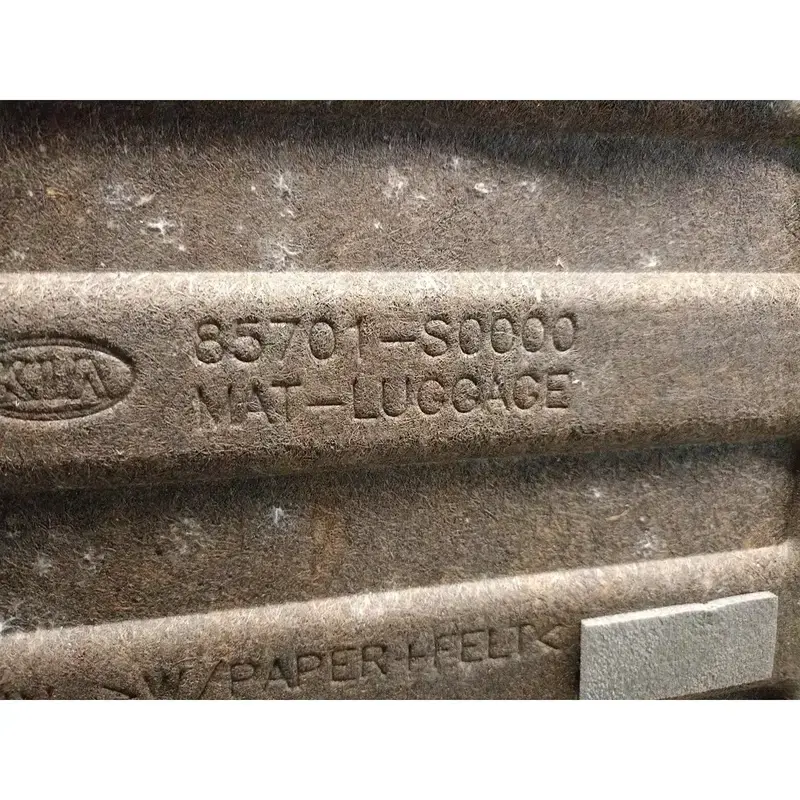 KIA
85701-S0000
MAT-LUGGAGE
>W/PAPER+FELT<